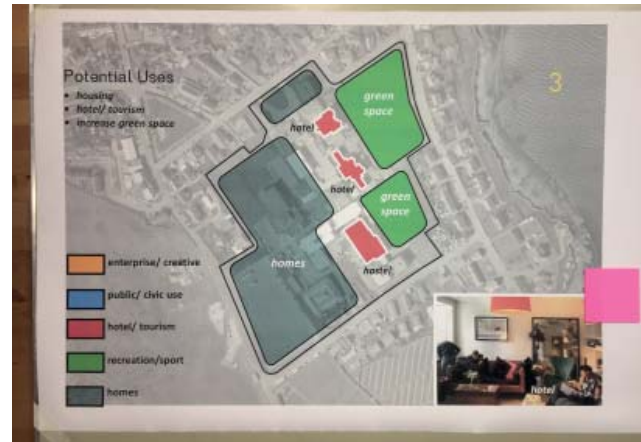 Potential Uses
• housing
• hotel/ tourism
• increase green space
3
green
space
hotel
hotel
green
space
homes
hostel
enterprise/ creative
public/ civic use
hotel/ tourism
recreation/sport
homes
hotel